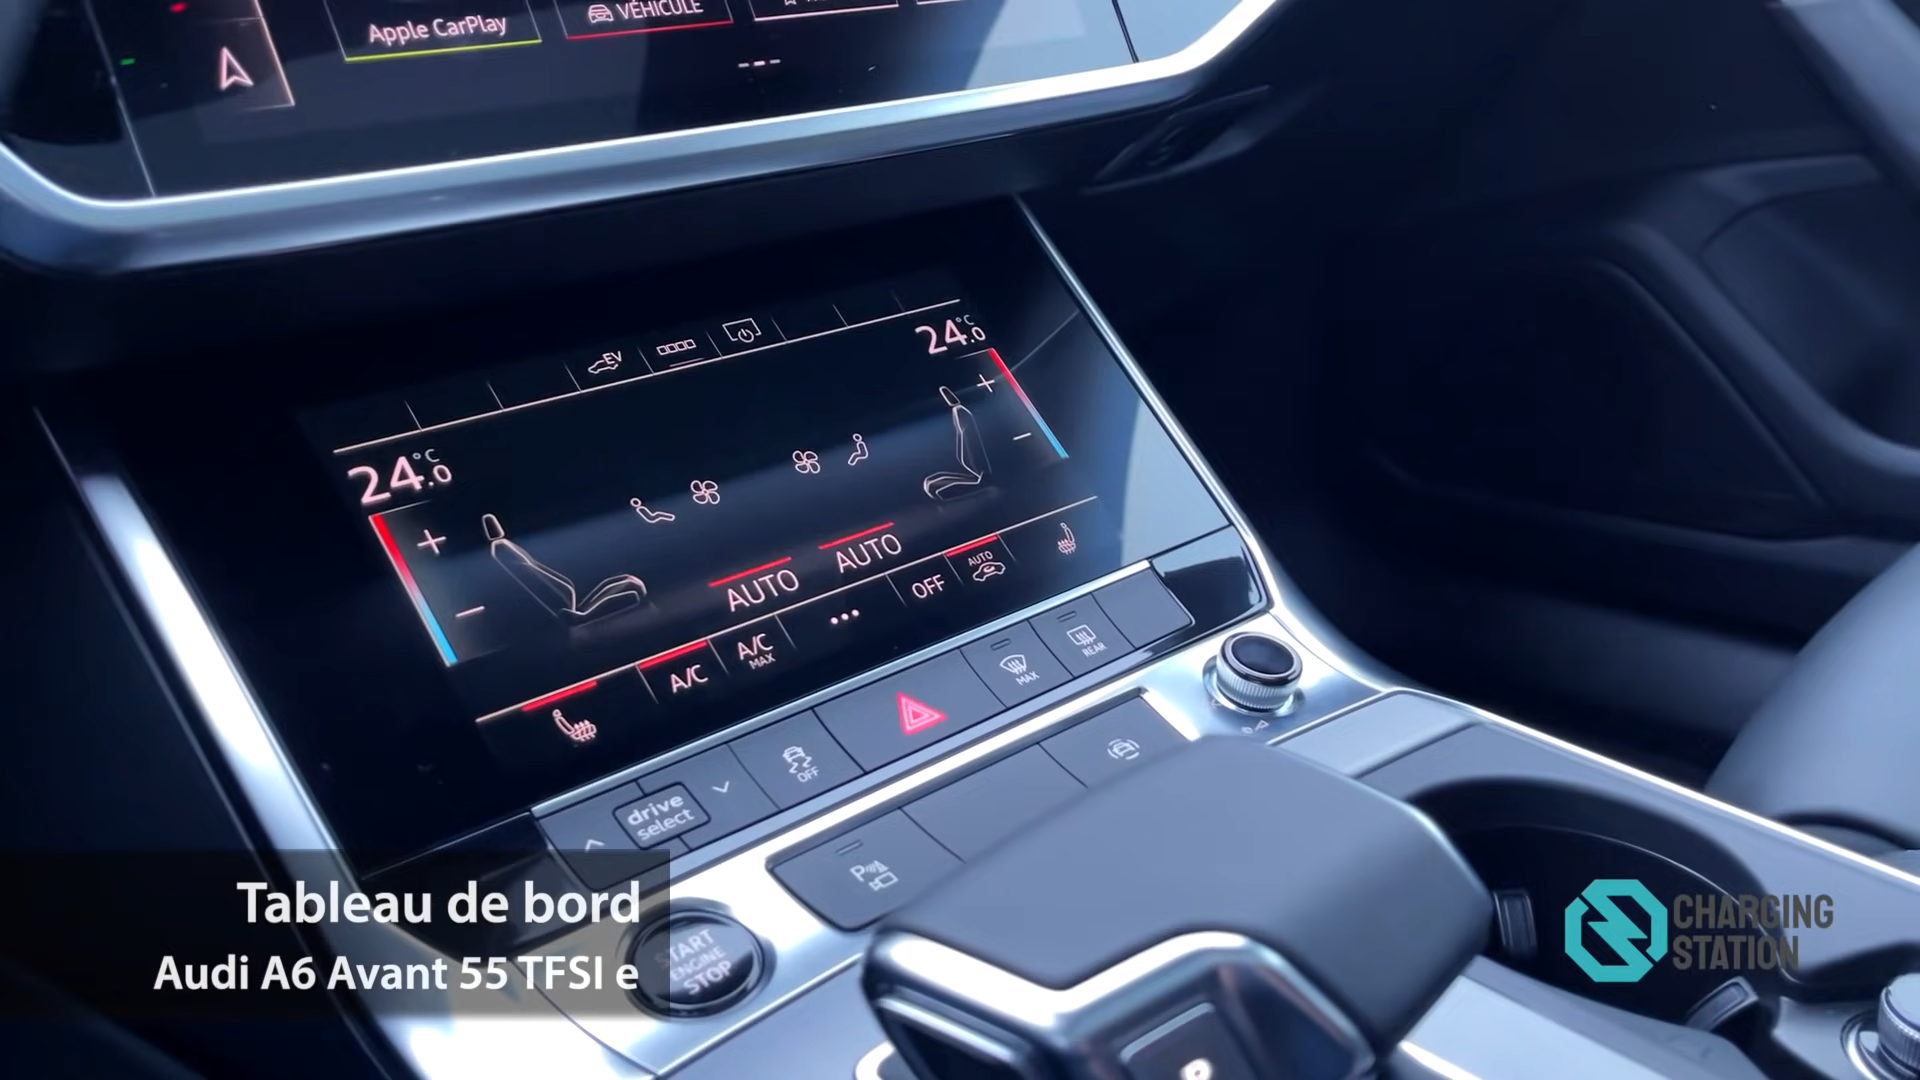 Apple CarPlay
VÉHICULE
EV
24.0 °C
24.0 °C
+
−
+
−
AUTO
AUTO
A/C
A/C
MAX
...
OFF
AUTO
MAX
REAR
OFF
drive
select
P
START
ENGINE
STOP
P
Tableau de bord
Audi A6 Avant 55 TFSI e
CHARGING
STATION